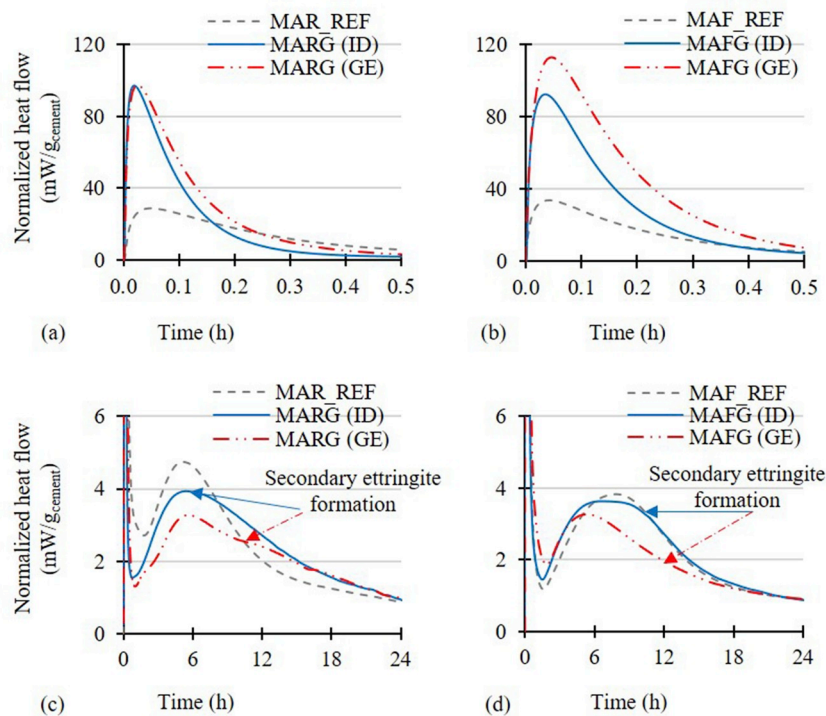 MAR_REF
MARG (ID)
MARG (GE)
Normalized heat flow
(mW/gcement)
120
80
40
0
0.0 0.1 0.2 0.3 0.4 0.5
(a) Time (h)
MAF_REF
MAFG (ID)
MAFG (GE)
120
80
40
0
0.0 0.1 0.2 0.3 0.4 0.5
(b) Time (h)
MAR_REF
MARG (ID)
MARG (GE)
Normalized heat flow
(mW/gcement)
6
4
2
0
Secondary ettringite
formation
0 6 12 18 24
(c) Time (h)
MAF_REF
MAFG (ID)
MAFG (GE)
6
4
2
0
Secondary ettringite
formation
0 6 12 18 24
(d) Time (h)